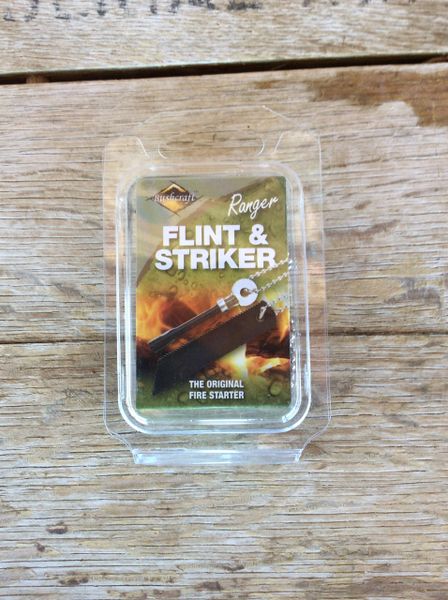 Bushcraft
Ranger
FLINT &
STRIKER
THE ORIGINAL
FIRE STARTER